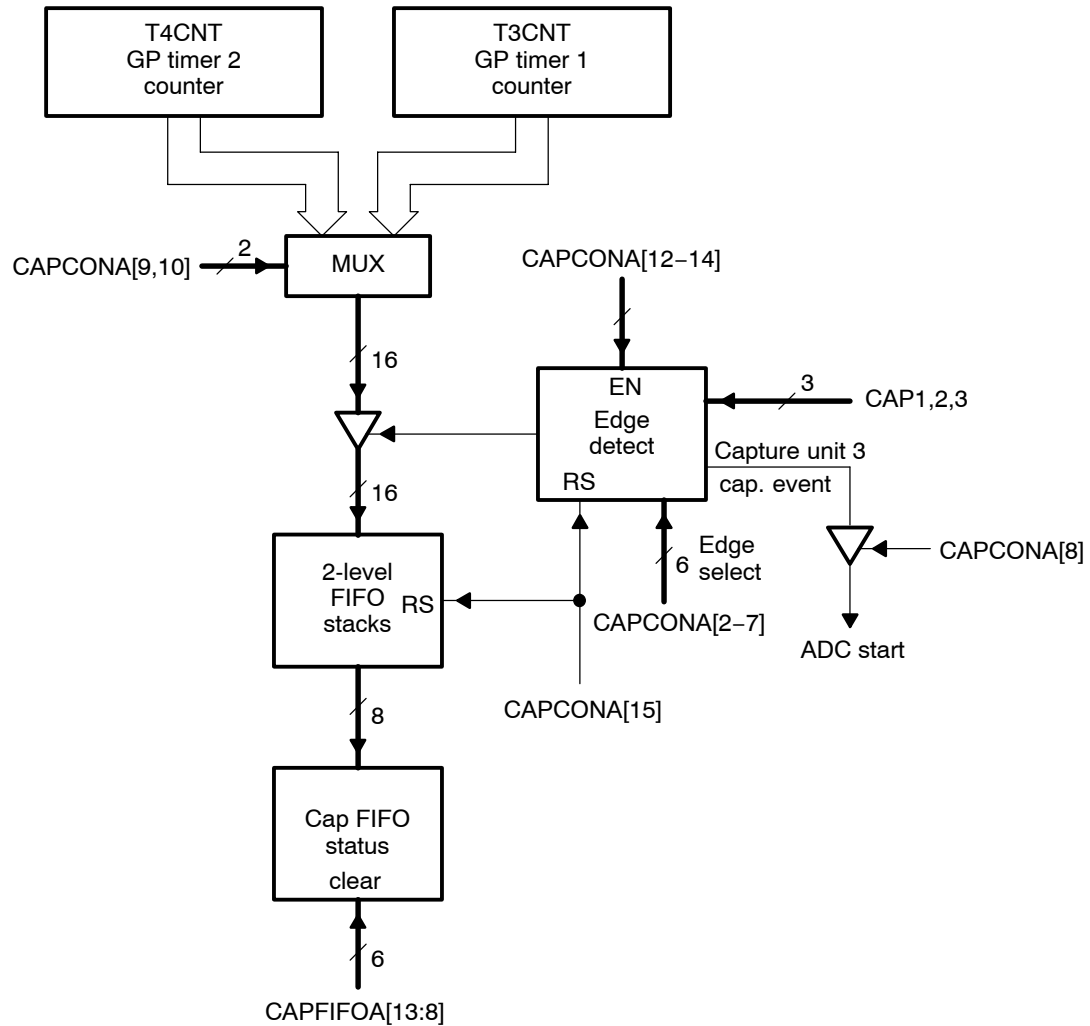 T4CNT
GP timer 2
counter
T3CNT
GP timer 1
counter
CAPCONA[9,10]
2
MUX
CAPCONA[12−14]
16
EN
Edge
detect
RS
3
CAP1,2,3
Capture unit 3
cap. event
16
CAPCONA[8]
2-level
FIFO
stacks
RS
6
Edge
select
CAPCONA[2−7]
ADC start
CAPCONA[15]
8
Cap FIFO
status
clear
6
CAPFIFOA[13:8]